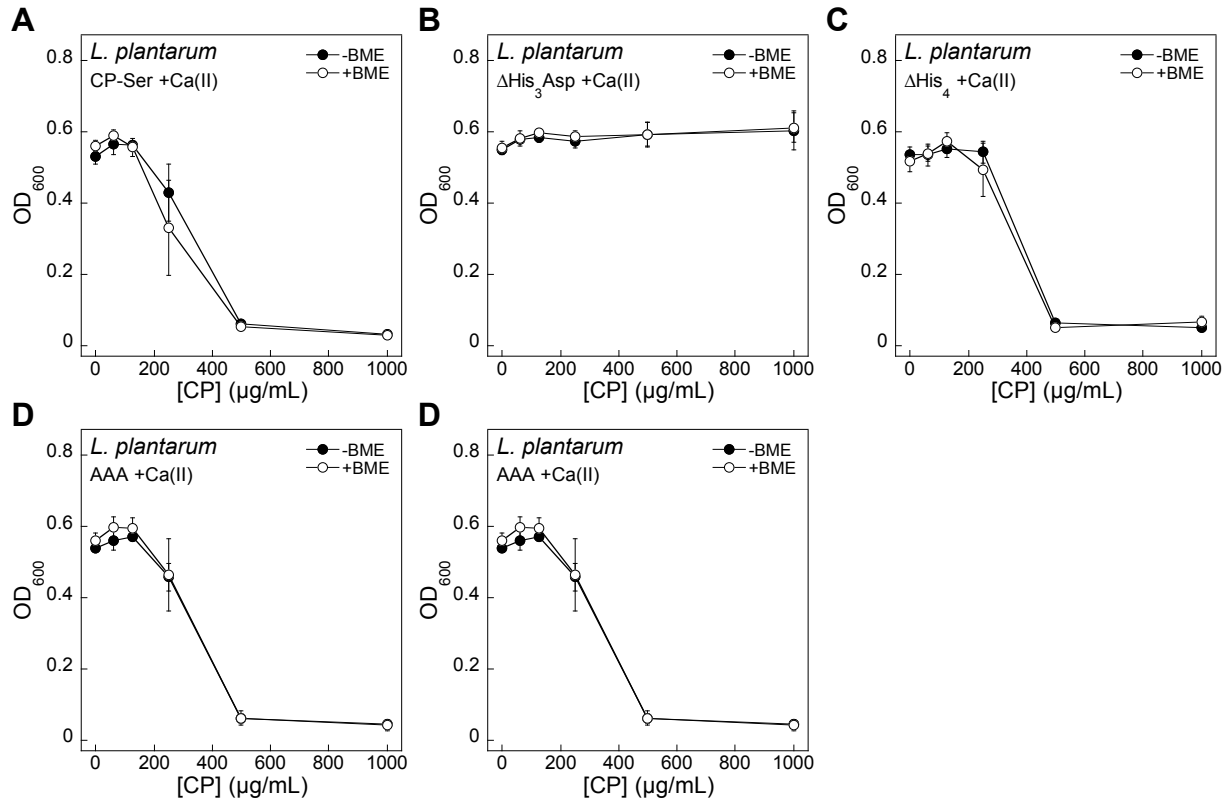 A
L. plantarum
CP-Ser +Ca(II)
-BME
+BME
0.8
0.6
0.4
0.2
0
OD600
0 200 400 600 800 1000
[CP] (µg/mL)
B
L. plantarum
ΔHis3Asp +Ca(II)
-BME
+BME
0.8
0.6
0.4
0.2
0
OD600
0 200 400 600 800 1000
[CP] (µg/mL)
C
L. plantarum
ΔHis4 +Ca(II)
-BME
+BME
0.8
0.6
0.4
0.2
0
OD600
0 200 400 600 800 1000
[CP] (µg/mL)
D
L. plantarum
AAA +Ca(II)
-BME
+BME
0.8
0.6
0.4
0.2
0
OD600
0 200 400 600 800 1000
[CP] (µg/mL)
D
L. plantarum
AAA +Ca(II)
-BME
+BME
0.8
0.6
0.4
0.2
0
OD600
0 200 400 600 800 1000
[CP] (µg/mL)